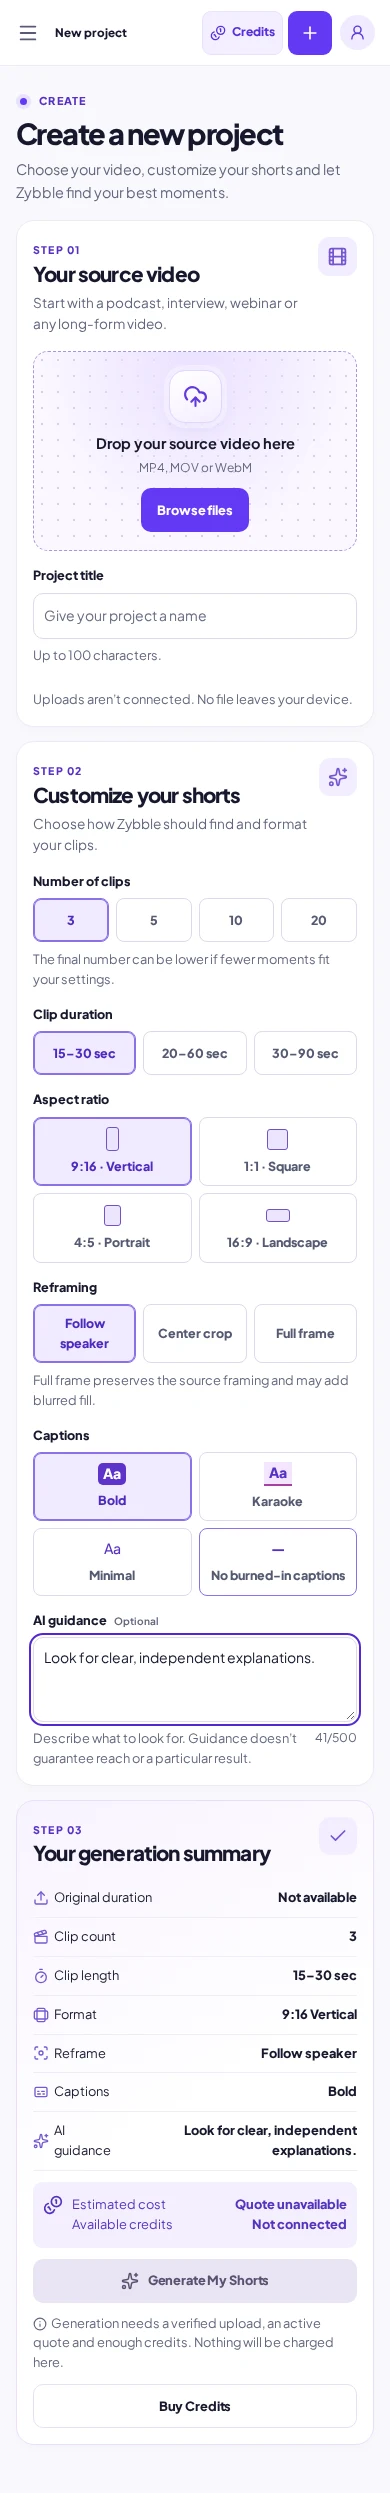 New project
Credits
CREATE
Create a new project
Choose your video, customize your shorts and let
Zybble find your best moments.
STEP 01
Your source video
Start with a podcast, interview, webinar or
any long-form video.
Drop your source video here
MP4, MOV or WebM
Browse files
Project title
Give your project a name
Up to 100 characters.
Uploads aren't connected. No file leaves your device.
STEP 02
Customize your shorts
Choose how Zybble should find and format
your clips.
Number of clips
3 5 10 20
The final number can be lower if fewer moments fit
your settings.
Clip duration
15–30 sec 20–60 sec 30–90 sec
Aspect ratio
9:16 · Vertical 1:1 · Square
4:5 · Portrait 16:9 · Landscape
Reframing
Follow
speaker
Center crop Full frame
Full frame preserves the source framing and may add
blurred fill.
Captions
Aa Aa
Bold Karaoke
Aa –
Minimal No burned-in captions
AI guidance Optional
Look for clear, independent explanations.
Describe what to look for. Guidance doesn't 41/500
guarantee reach or a particular result.
STEP 03
Your generation summary
Original duration Not available
Clip count 3
Clip length 15–30 sec
Format 9:16 Vertical
Reframe Follow speaker
Captions Bold
AI
guidance
Look for clear, independent
explanations.
Estimated cost Quote unavailable
Available credits Not connected
Generate My Shorts
Generation needs a verified upload, an active
quote and enough credits. Nothing will be charged
here.
Buy Credits